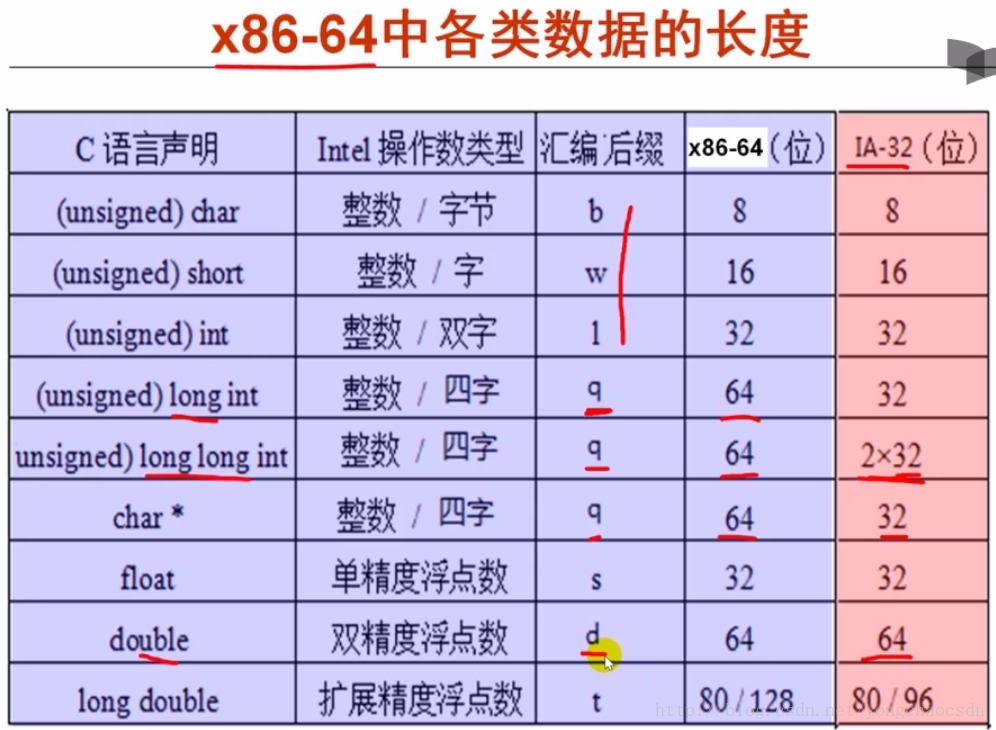 x86-64中各类数据的长度
C 语言声明 Intel 操作数类型 汇编后缀 x86-64 (位) IA-32 (位)
(unsigned) char 整数 / 字节 b 8 8
(unsigned) short 整数 / 字 w 16 16
(unsigned) int 整数 / 双字 l 32 32
(unsigned) long int 整数 / 四字 q 64 32
unsigned) long long int 整数 / 四字 q 64 2×32
char * 整数 / 四字 q 64 32
float 单精度浮点数 s 32 32
double 双精度浮点数 d 64 64
long double 扩展精度浮点数 t 80 / 128 80 / 96